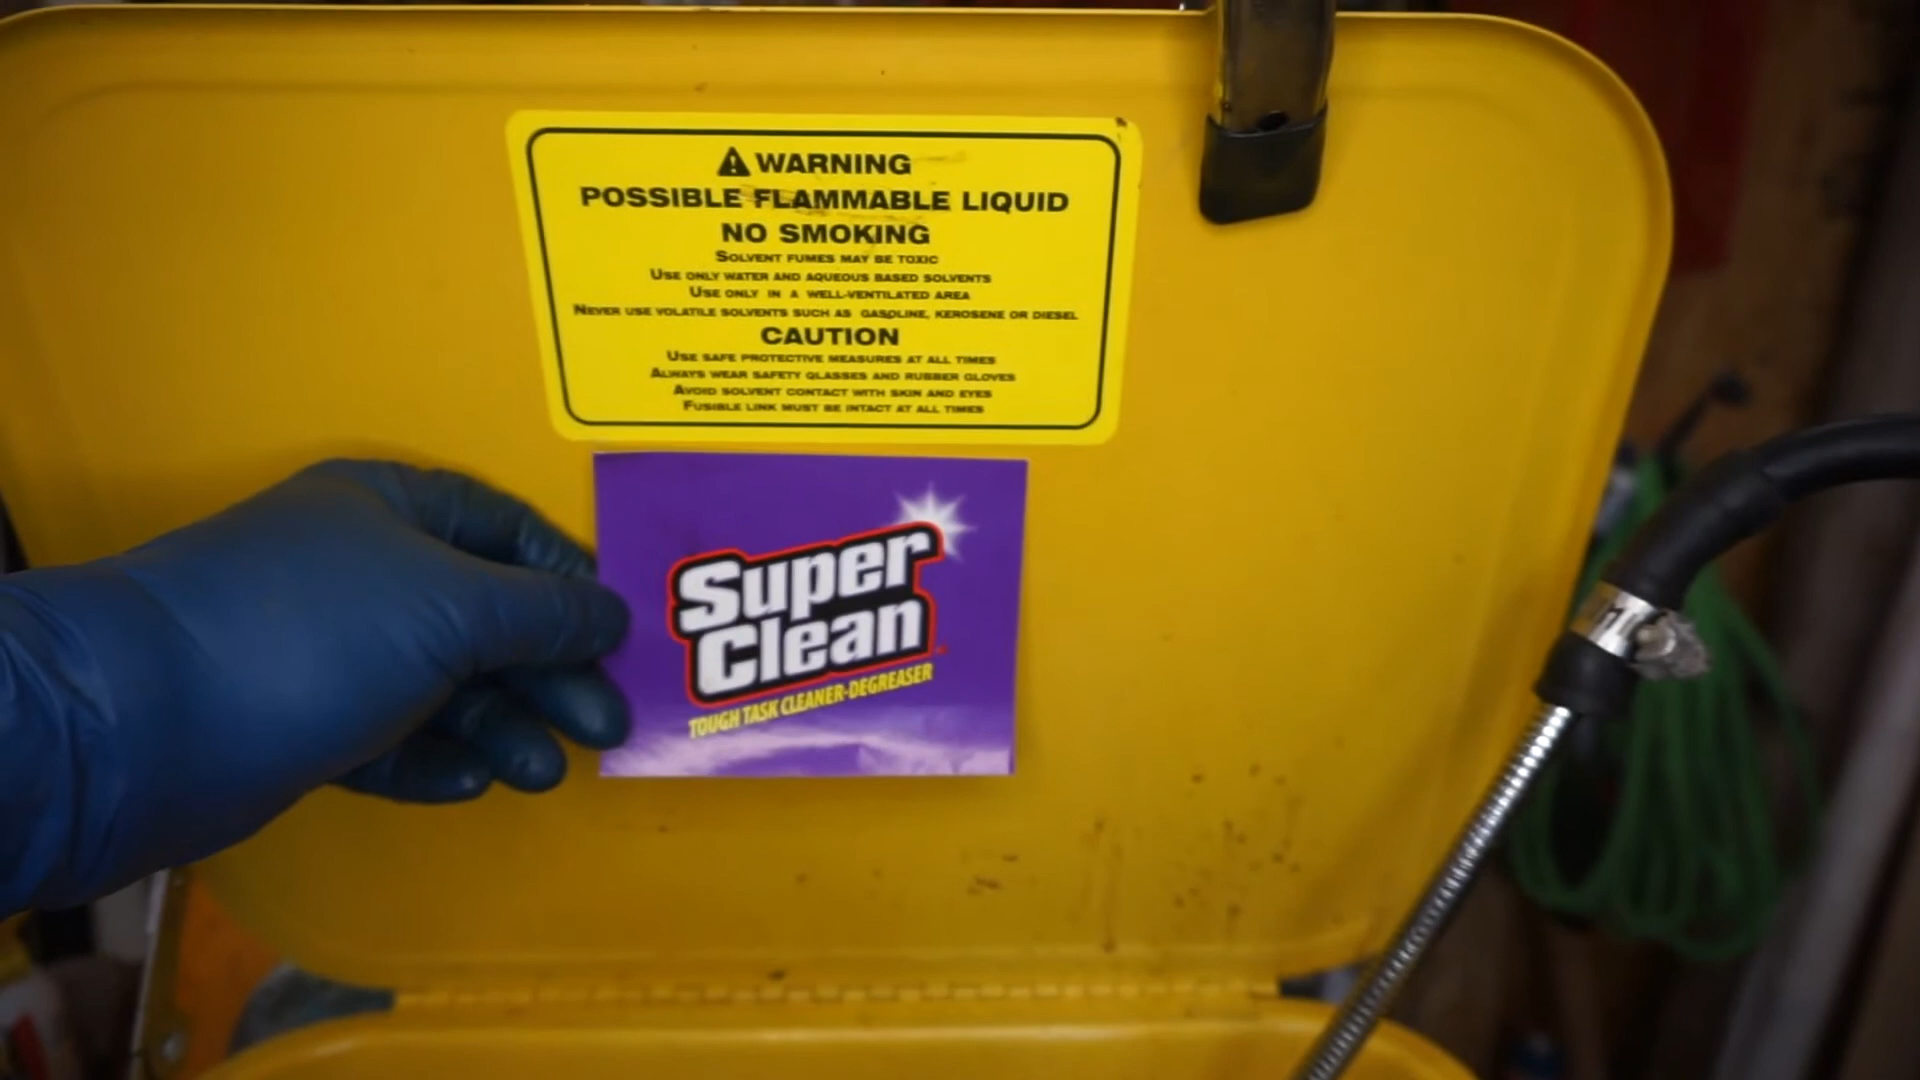 WARNING
POSSIBLE FLAMMABLE LIQUID
NO SMOKING
SOLVENT FUMES MAY BE TOXIC
USE ONLY WATER AND AQUEOUS BASED SOLVENTS
USE ONLY IN A WELL-VENTILATED AREA
NEVER USE VOLATILE SOLVENTS SUCH AS GASOLINE, KEROSENE OR DIESEL
CAUTION
USE SAFE PROTECTIVE MEASURES AT ALL TIMES
ALWAYS WEAR SAFETY GLASSES AND RUBBER GLOVES
AVOID SOLVENT CONTACT WITH SKIN AND EYES
FUSIBLE LINK MUST BE INTACT AT ALL TIMES
Super
Clean
TOUGH TASK CLEANER-DEGREASER